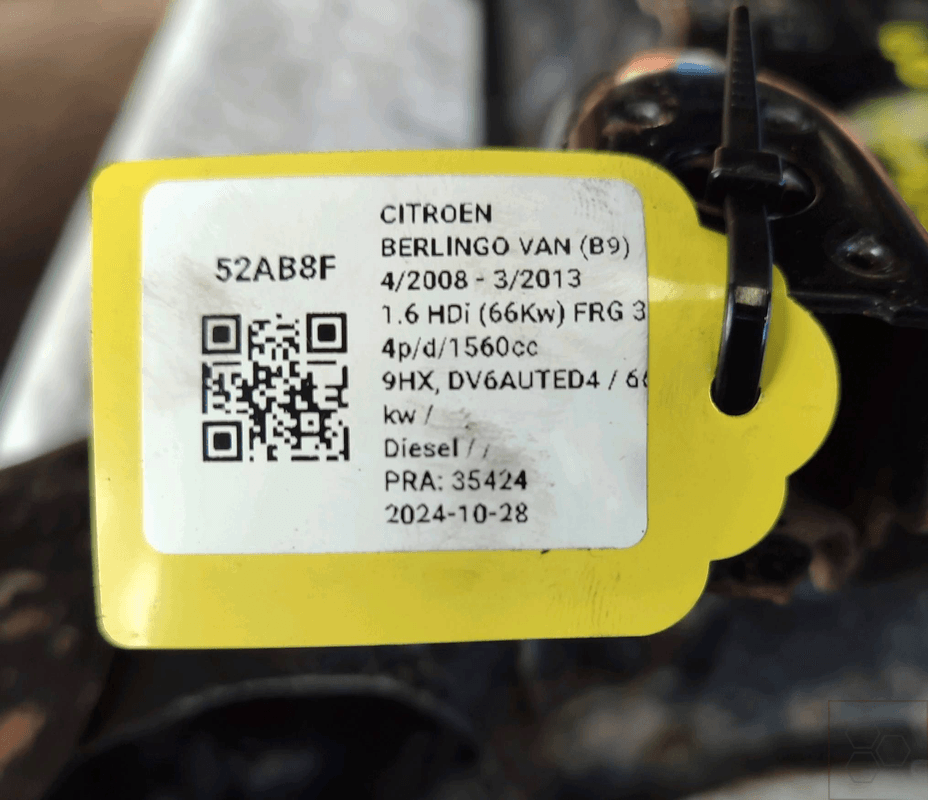 52AB8F
CITROEN
BERLINGO VAN (B9)
4/2008 - 3/2013
1.6 HDi (66Kw) FRG 3
4p/d/1560cc
9HX, DV6AUTED4 / 66
kw /
Diesel / /
PRA: 35424
2024-10-28